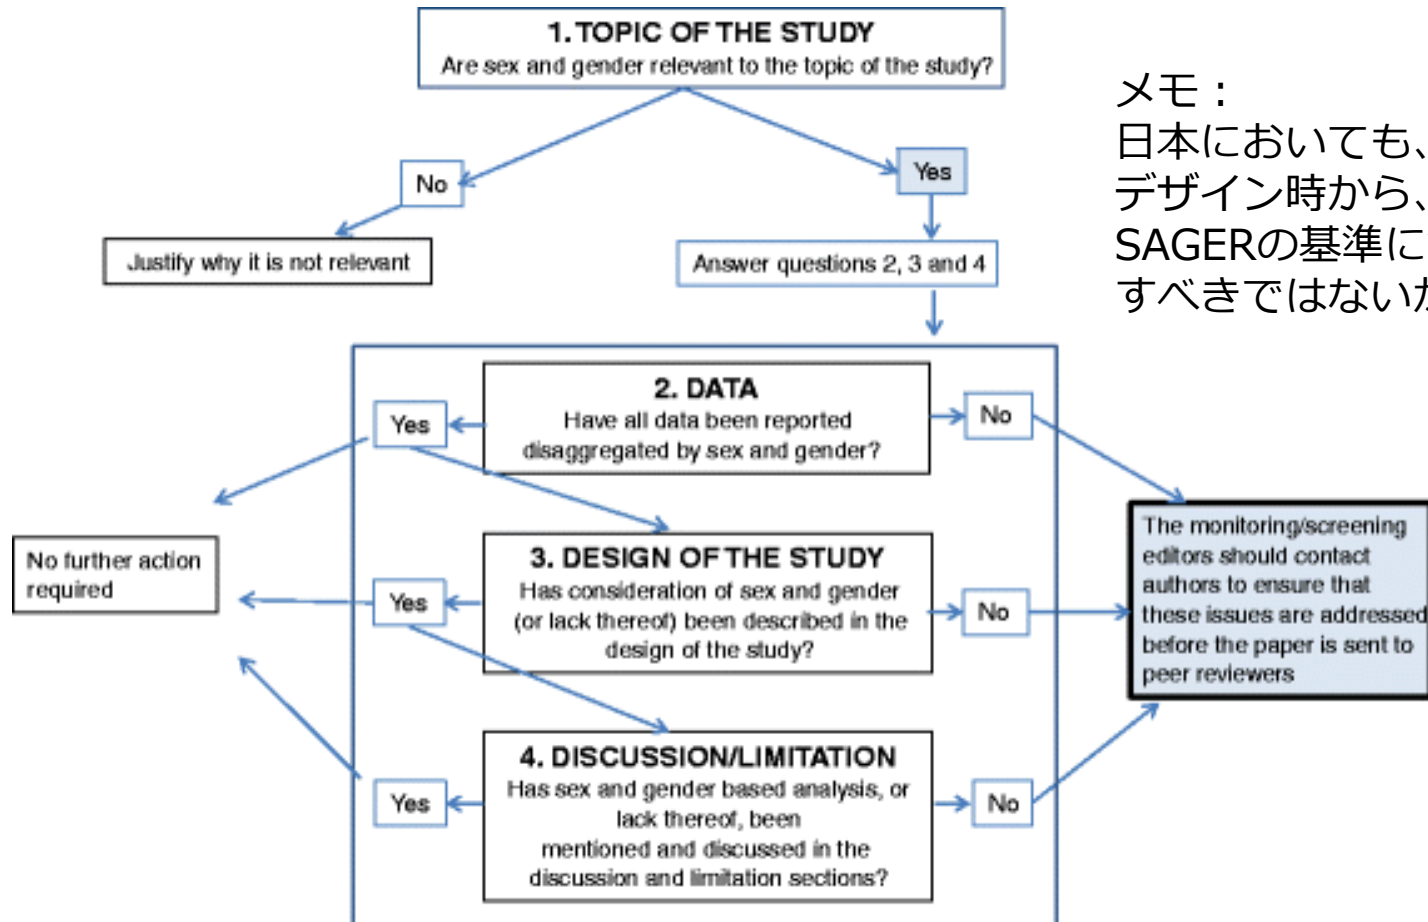 1. TOPIC OF THE STUDY
Are sex and gender relevant to the topic of the study?
メモ：
日本においても、
デザイン時から、
SAGERの基準に
すべきではないか
No
Yes
Justify why it is not relevant
Answer questions 2, 3 and 4
2. DATA
Have all data been reported
disaggregated by sex and gender?
Yes
No
3. DESIGN OF THE STUDY
Has consideration of sex and gender
(or lack thereof) been described in the
design of the study?
Yes
No
No further action
required
The monitoring/screening
editors should contact
authors to ensure that
these issues are addressed
before the paper is sent to
peer reviewers
4. DISCUSSION/LIMITATION
Has sex and gender based analysis, or
lack thereof, been
mentioned and discussed in the
discussion and limitation sections?
Yes
No